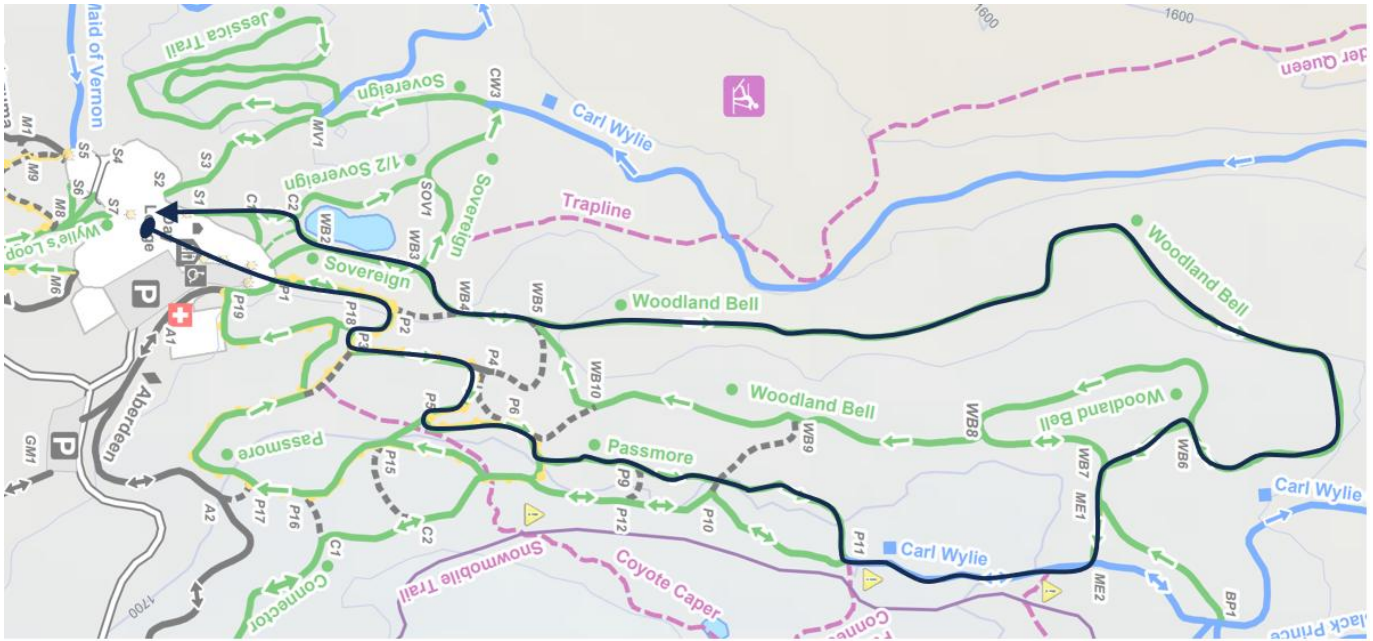 1600
1600
Jessica Trail
Maid of Vernon
der Queen
Sovereign
CW3
Carl Wylie
M1
M9
S5
S4
S3
MV1
1/2 Sovereign
S6
S2
S1
C1
C2
SOV1
Sovereign
Trapline
M8
S7
WB2
WB3
Wylie's Loop
Sovereign
Woodland Bell
Woodland Bell
M6
P
P19
P1
P18
P2
WB4
WB5
A1
P3
P4
Aberdeen
P5
P6
WB10
Woodland Bell
WB9
WB8
Woodland Bell
WB6
GM1
P
Passmore
Passmore
P15
P9
WB7
ME1
Carl Wylie
A2
P17
P16
C2
P12
P10
C1
Connector
Snowmobile Trail
Coyote Caper
P11
Carl Wylie
ME2
BP1
1700
Conne
lack Prince